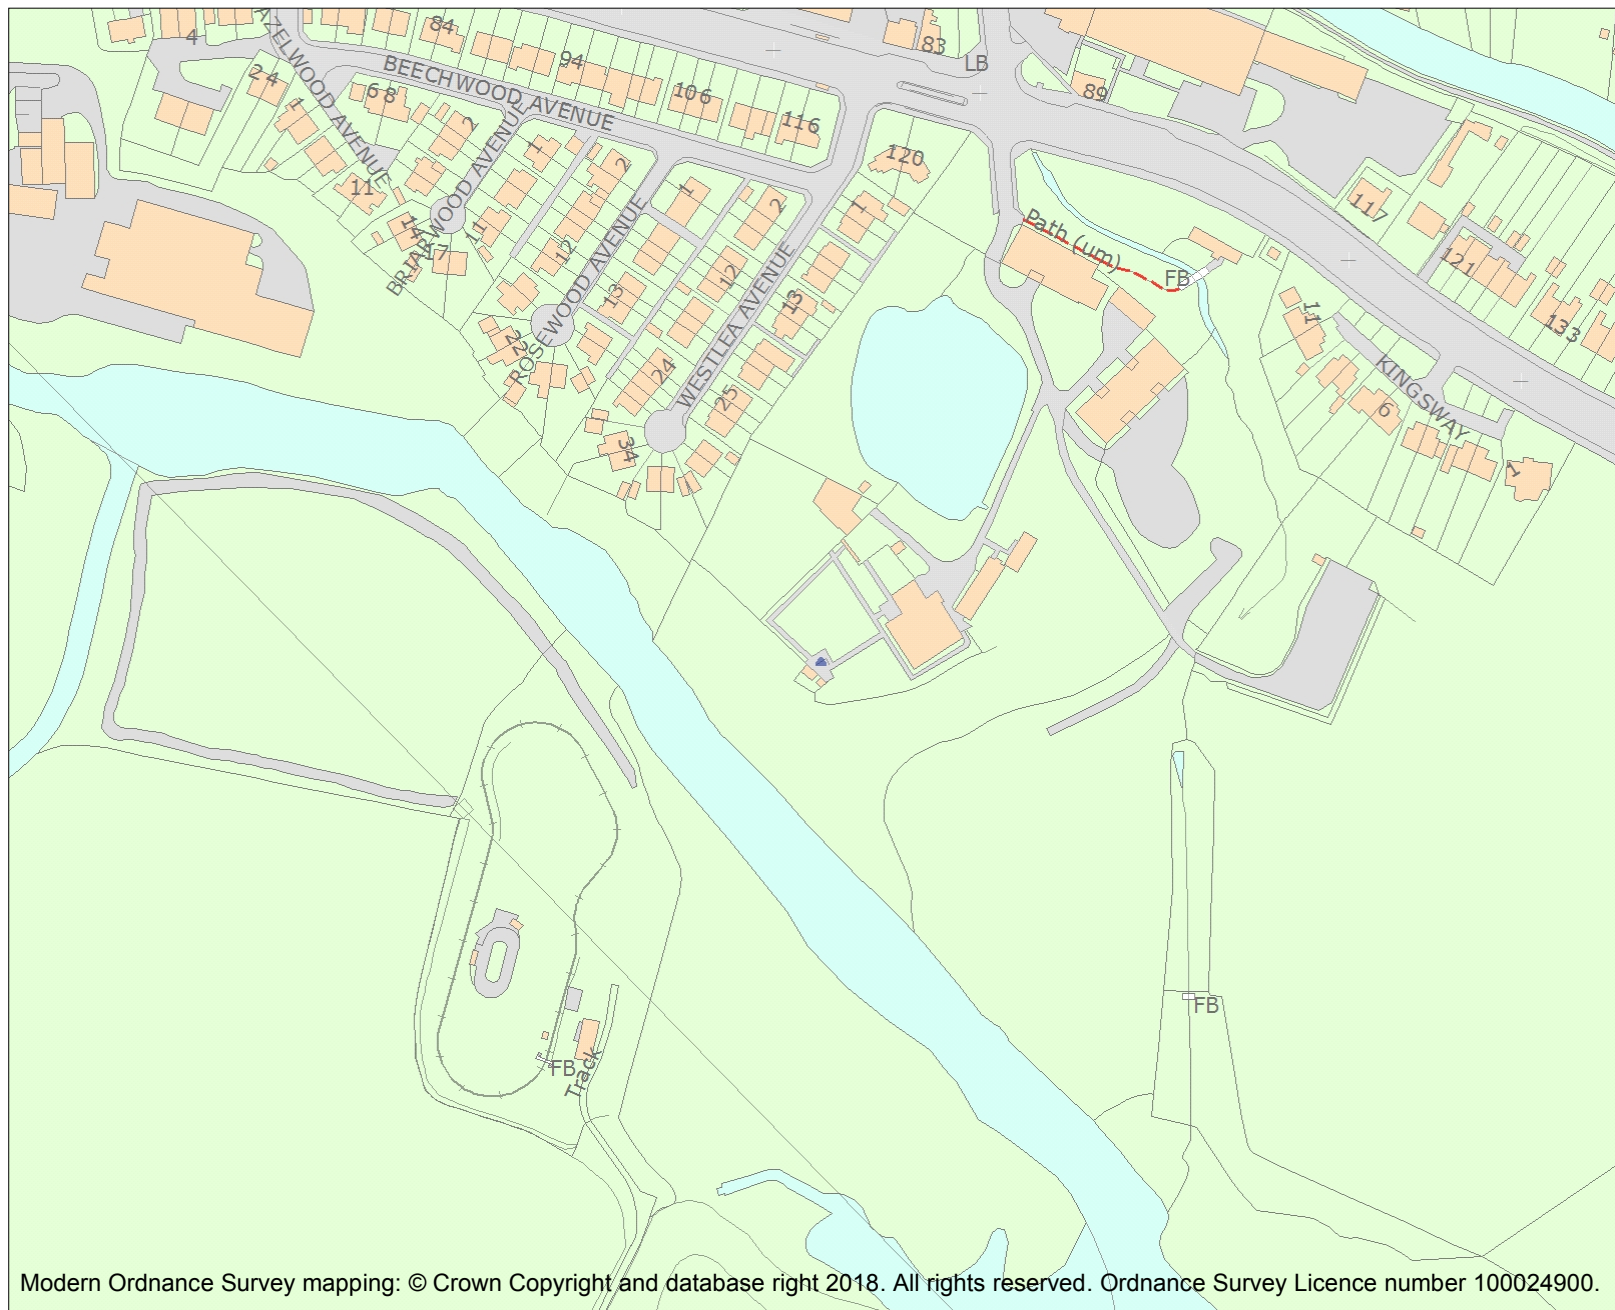 4
84
83
LB
AZELWOOD AVENUE
24
BEECHWOOD AVENUE
94
68
106
89
116
1
2
BRIARWOOD AVENUE
1
2
120
11
14
17
11
12
ROSEWOOD AVENUE
1
2
1
117
Path (um)
FB
121
13
12
WESTLEA AVENUE
13
22
24
25
34
11
133
KINGSWAY
6
1
FB
FB
Track
Modern Ordnance Survey mapping: © Crown Copyright and database right 2018. All rights reserved. Ordnance Survey Licence number 100024900.